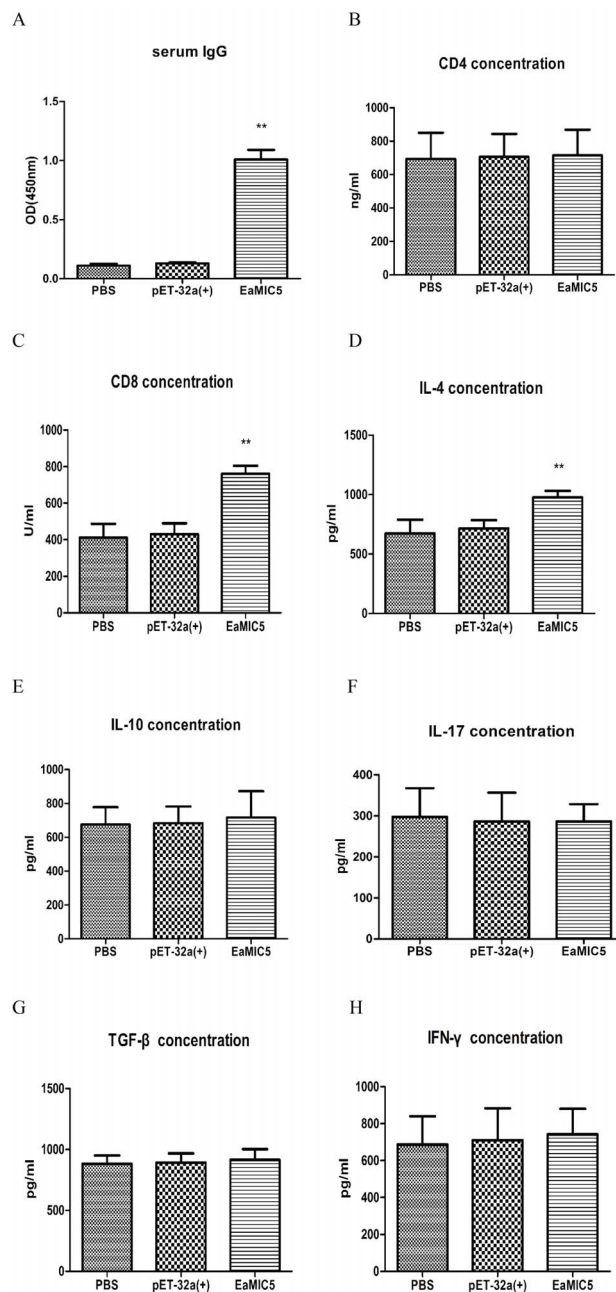 A
serum IgG
OD(450nm)
1.5
1.0
0.5
0.0
**
PBS pET-32a(+) EaMIC5
B
CD4 concentration
ng/ml
1000
800
600
400
200
0
PBS pET-32a(+) EaMIC5
C
CD8 concentration
U/ml
1000
800
600
400
200
0
**
PBS pET-32a(+) EaMIC5
D
IL-4 concentration
pg/ml
1500
1000
500
0
**
PBS pET-32a(+) EaMIC5
E
IL-10 concentration
pg/ml
1000
800
600
400
200
0
PBS pET-32a(+) EaMIC5
F
IL-17 concentration
pg/ml
400
300
200
100
0
PBS pET-32a(+) EaMIC5
G
TGF-β concentration
pg/ml
1500
1000
500
0
PBS pET-32a(+) EaMIC5
H
IFN-γ concentration
pg/ml
1000
800
600
400
200
0
PBS pET-32a(+) EaMIC5